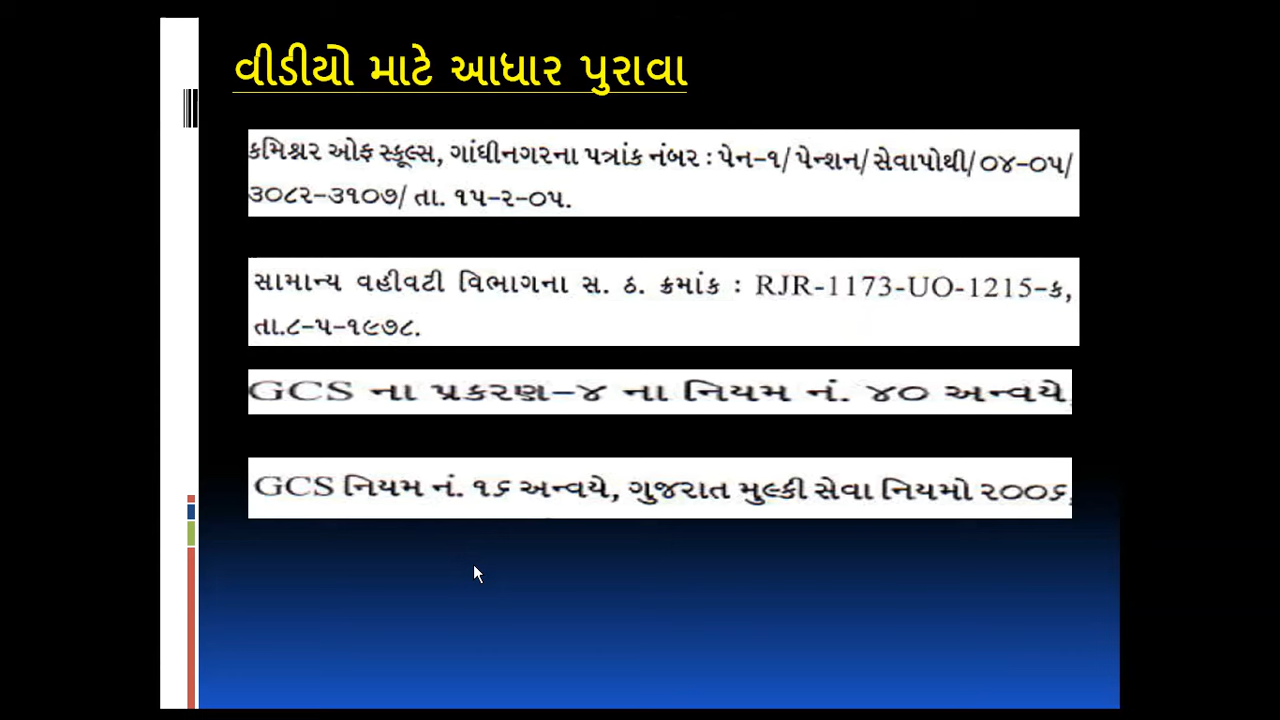 વીડીયો માટે આધાર પુરાવા
કમિશ્નર ઓફ સ્કૂલ્સ, ગાંધીનગરના પત્રાંક નંબર : પેન-૧/ પેન્શન/ સેવાપોથી/ ૦૪-૦૫/
૩૦૮૨-૩૧૦૭/ તા. ૧૫-૨-૦૫.
સામાન્ય વહીવટી વિભાગના સ. ઠ. ક્રમાંક : RJR-1173-UO-1215-ક,
તા.૮-૫-૧૯૭૮.
GCS ના પ્રકરણ-૪ ના નિયમ નં. ૪૦ અન્વયે,
GCS નિયમ નં. ૧૬ અન્વયે, ગુજરાત મુલ્કી સેવા નિયમો ૨૦૦૬,